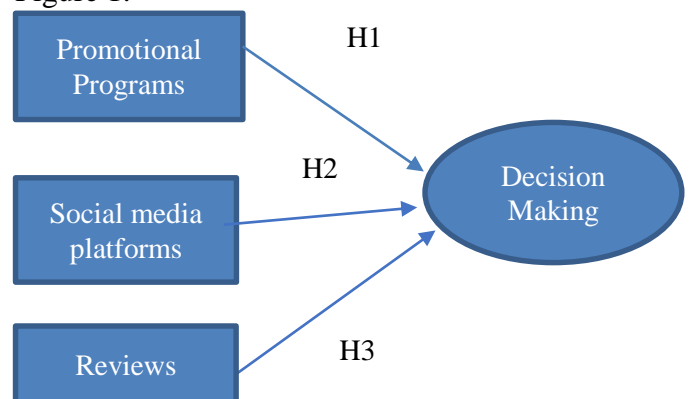 Figure 1.
Promotional
Programs
H1
H2
Decision
Making
Social media
platforms
H3
Reviews